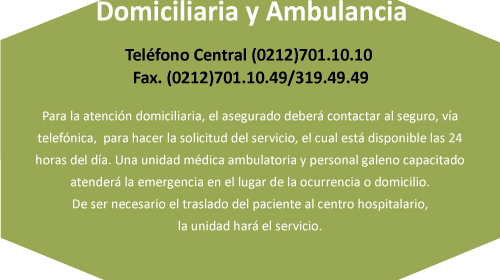 Domiciliaria y Ambulancia
Teléfono Central (0212)701.10.10
Fax. (0212)701.10.49/319.49.49
Para la atención domiciliaria, el asegurado deberá contactar al seguro, vía
telefónica, para hacer la solicitud del servicio, el cual está disponible las 24
horas del día. Una unidad médica ambulatoria y personal galeno capacitado
atenderá la emergencia en el lugar de la ocurrencia o domicilio.
De ser necesario el traslado del paciente al centro hospitalario,
la unidad hará el servicio.